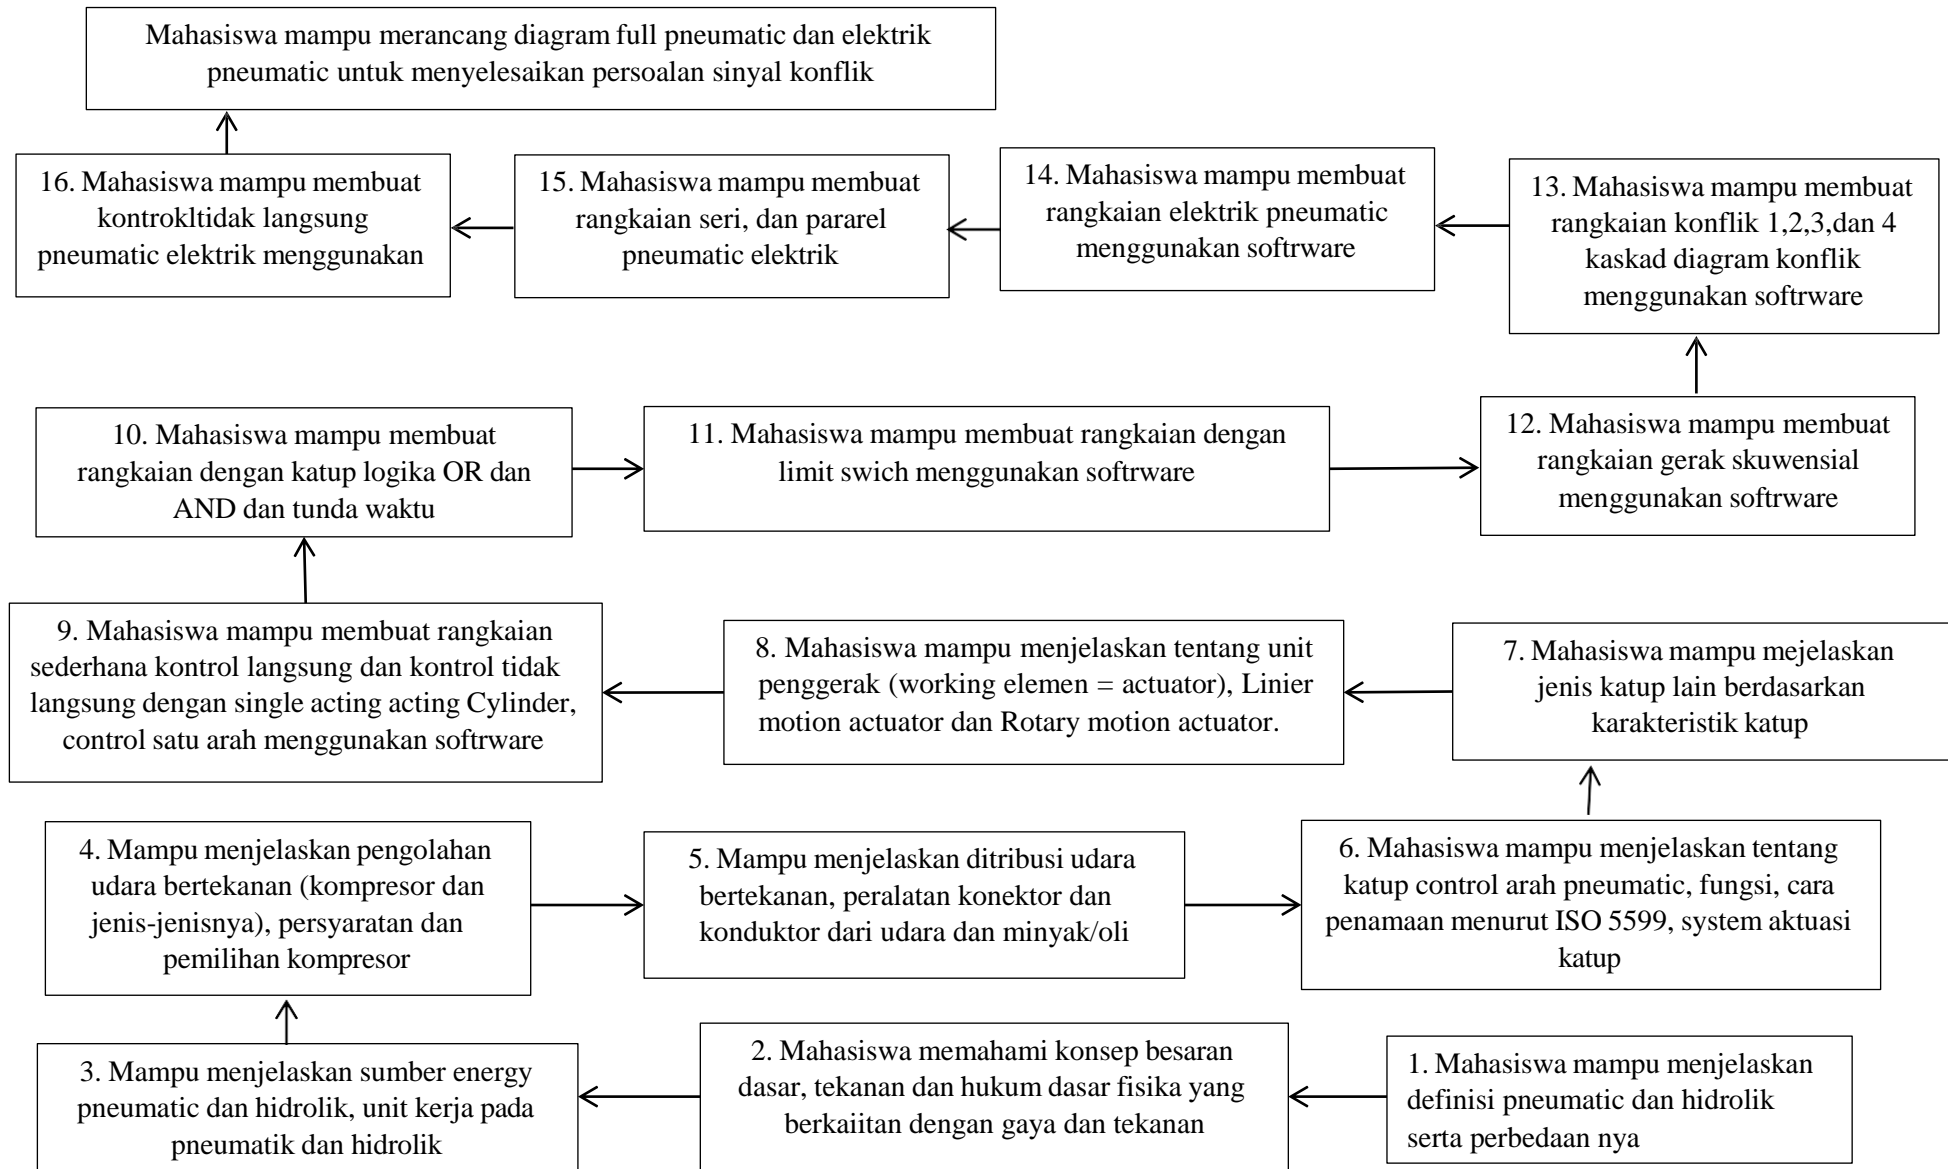 Mahasiswa mampu merancang diagram full pneumatic dan elektrik
pneumatic untuk menyelesaikan persoalan sinyal konflik
16. Mahasiswa mampu membuat
kontrokltidak langsung
pneumatic elektrik menggunakan
15. Mahasiswa mampu membuat
rangkaian seri, dan pararel
pneumatic elektrik
14. Mahasiswa mampu membuat
rangkaian elektrik pneumatic
menggunakan softrware
13. Mahasiswa mampu membuat
rangkaian konflik 1,2,3,dan 4
kaskad diagram konflik
menggunakan softrware
10. Mahasiswa mampu membuat
rangkaian dengan katup logika OR dan
AND dan tunda waktu
11. Mahasiswa mampu membuat rangkaian dengan
limit swich menggunakan softrware
12. Mahasiswa mampu membuat
rangkaian gerak skuwensial
menggunakan softrware
9. Mahasiswa mampu membuat rangkaian
sederhana kontrol langsung dan kontrol tidak
langsung dengan single acting acting Cylinder,
control satu arah menggunakan softrware
8. Mahasiswa mampu menjelaskan tentang unit
penggerak (working elemen = actuator), Linier
motion actuator dan Rotary motion actuator.
7. Mahasiswa mampu mejelaskan
jenis katup lain berdasarkan
karakteristik katup
4. Mampu menjelaskan pengolahan
udara bertekanan (kompresor dan
jenis-jenisnya), persyaratan dan
pemilihan kompresor
5. Mampu menjelaskan ditribusi udara
bertekanan, peralatan konektor dan
konduktor dari udara dan minyak/oli
6. Mahasiswa mampu menjelaskan tentang
katup control arah pneumatic, fungsi, cara
penamaan menurut ISO 5599, system aktuasi
katup
3. Mampu menjelaskan sumber energy
pneumatic dan hidrolik, unit kerja pada
pneumatik dan hidrolik
2. Mahasiswa memahami konsep besaran
dasar, tekanan dan hukum dasar fisika yang
berkaiitan dengan gaya dan tekanan
1. Mahasiswa mampu menjelaskan
definisi pneumatic dan hidrolik
serta perbedaan nya